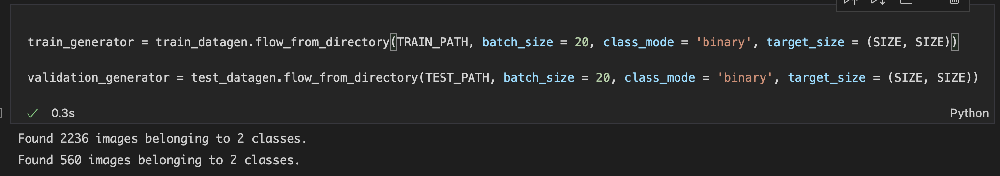 train_generator = train_datagen.flow_from_directory(TRAIN_PATH, batch_size = 20, class_mode = 'binary', target_size = (SIZE, SIZE))
validation_generator = test_datagen.flow_from_directory(TEST_PATH, batch_size = 20, class_mode = 'binary', target_size = (SIZE, SIZE))
] 0.3s Python
Found 2236 images belonging to 2 classes.
Found 560 images belonging to 2 classes.